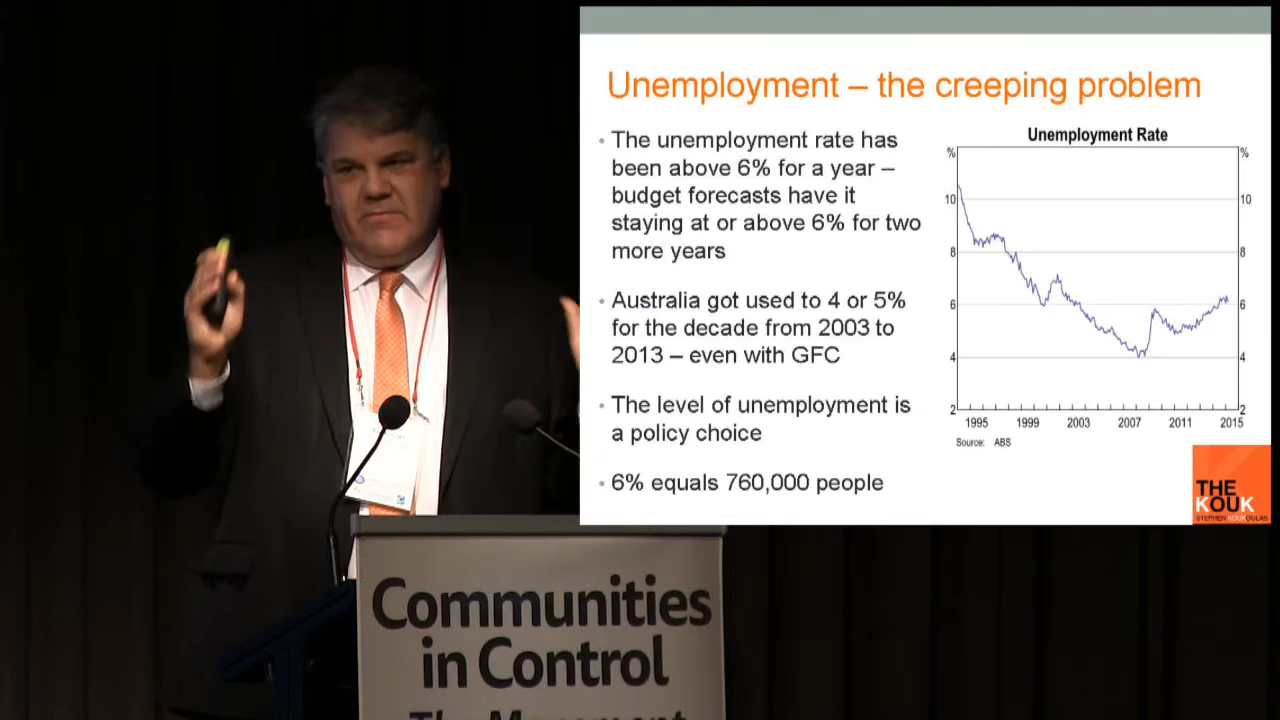 Unemployment – the creeping problem
• The unemployment rate has
been above 6% for a year –
budget forecasts have it
staying at or above 6% for two
more years
• Australia got used to 4 or 5%
for the decade from 2003 to
2013 – even with GFC
• The level of unemployment is
a policy choice
• 6% equals 760,000 people
Unemployment Rate
% %
10 10
8 8
6 6
4 4
2 2
1995 1999 2003 2007 2011 2015
Source: ABS
THE
KOUK
STEPHEN KOUKOULAS
Communities
in Control
The Movement